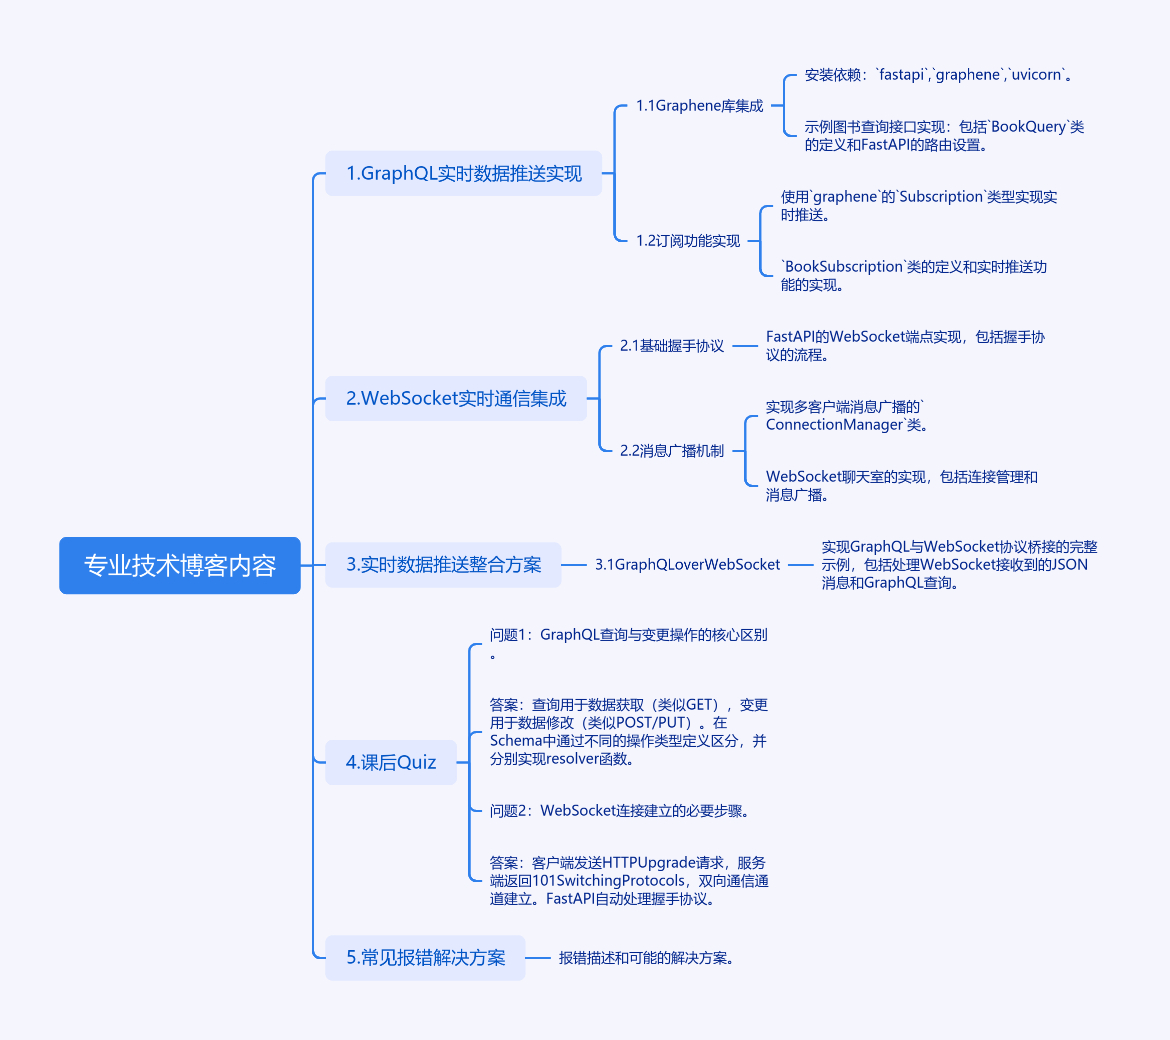 专业技术博客内容
1.GraphQL实时数据推送实现
1.1Graphene库集成
安装依赖：`fastapi`,`graphene`,`uvicorn`。
示例图书查询接口实现：包括`BookQuery`类
的定义和FastAPI的路由设置。
1.2订阅功能实现
使用`graphene`的`Subscription`类型实现实
时推送。
`BookSubscription`类的定义和实时推送功
能的实现。
2.WebSocket实时通信集成
2.1基础握手协议
FastAPI的WebSocket端点实现，包括握手协
议的流程。
2.2消息广播机制
实现多客户端消息广播的`
ConnectionManager`类。
WebSocket聊天室的实现，包括连接管理和
消息广播。
3.实时数据推送整合方案
3.1GraphQLoverWebSocket
实现GraphQL与WebSocket协议桥接的完整
示例，包括处理WebSocket接收到的JSON
消息和GraphQL查询。
4.课后Quiz
问题1：GraphQL查询与变更操作的核心区别
。
答案：查询用于数据获取（类似GET），变更
用于数据修改（类似POST/PUT）。在
Schema中通过不同的操作类型定义区分，并
分别实现resolver函数。
问题2：WebSocket连接建立的必要步骤。
答案：客户端发送HTTPUpgrade请求，服务
端返回101SwitchingProtocols，双向通信通
道建立。FastAPI自动处理握手协议。
5.常见报错解决方案
报错描述和可能的解决方案。